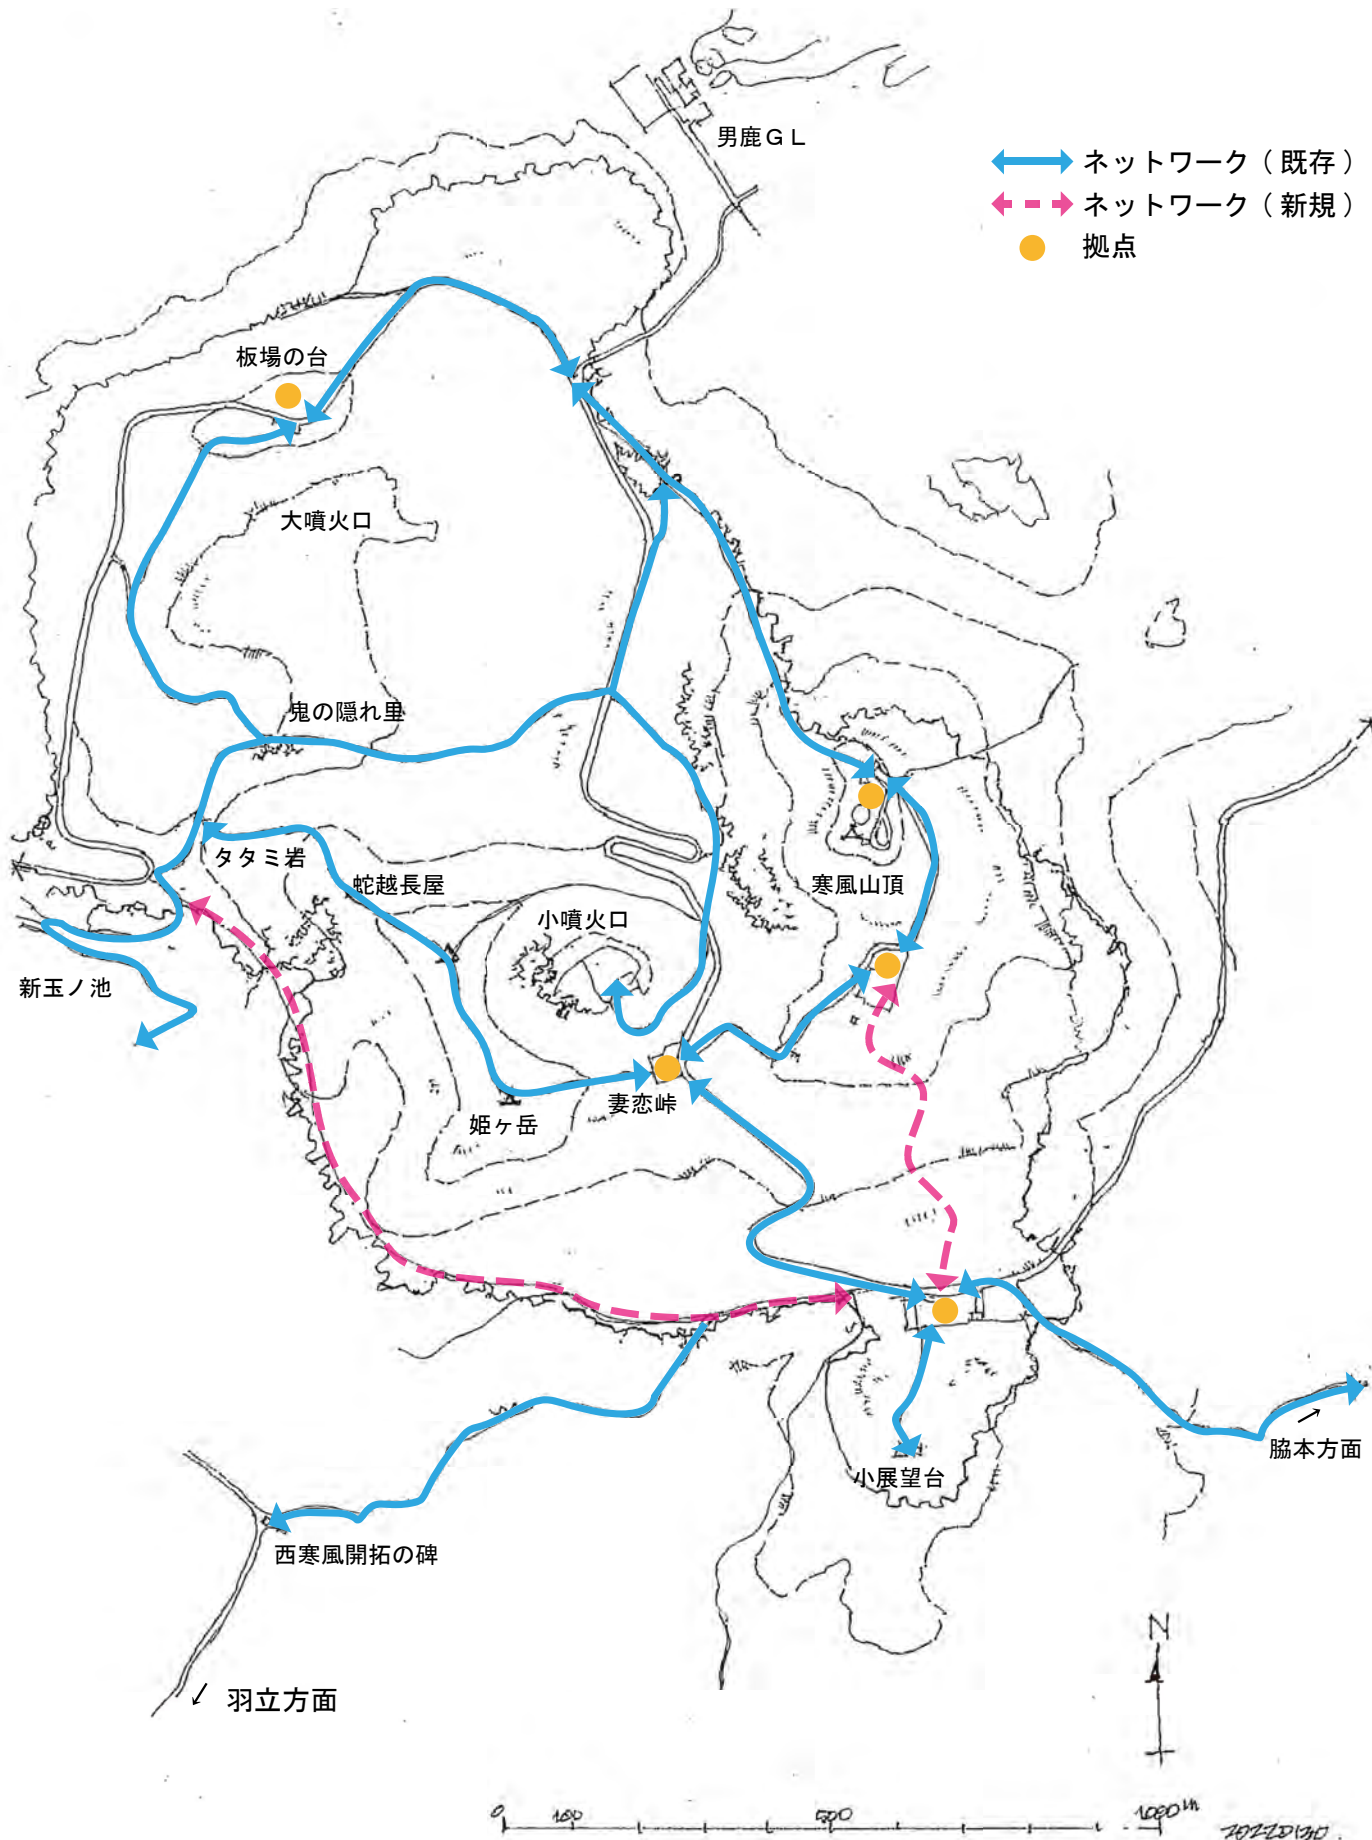 男鹿ＧＬ
ネットワーク（ 既存 ）
ネットワーク（ 新規 ）
拠点
板場の台
大噴火口
鬼の隠れ里
タタミ岩
蛇越長屋
小噴火口
寒風山頂
新玉ノ池
姫ヶ岳
妻恋峠
小展望台
脇本方面
西寒風開拓の碑
羽立方面
N
0 100 500 1000m